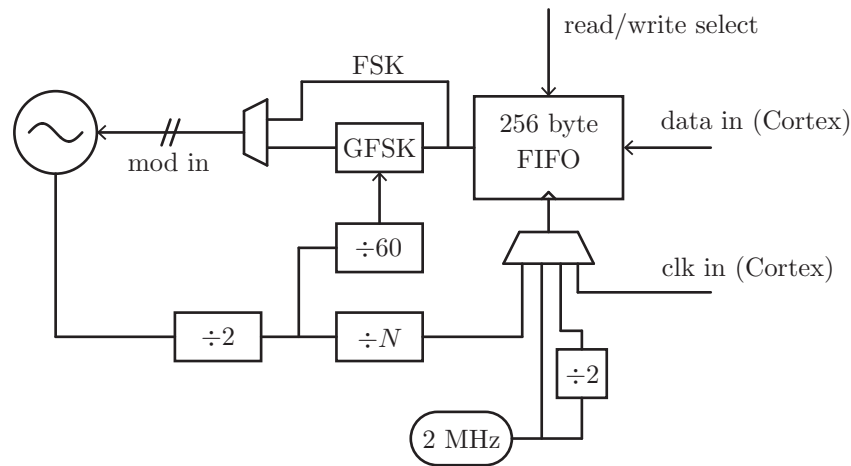 read/write select
FSK
256 byte
FIFO
data in (Cortex)
mod in
GFSK
÷60
clk in (Cortex)
÷2
÷N
÷2
2 MHz